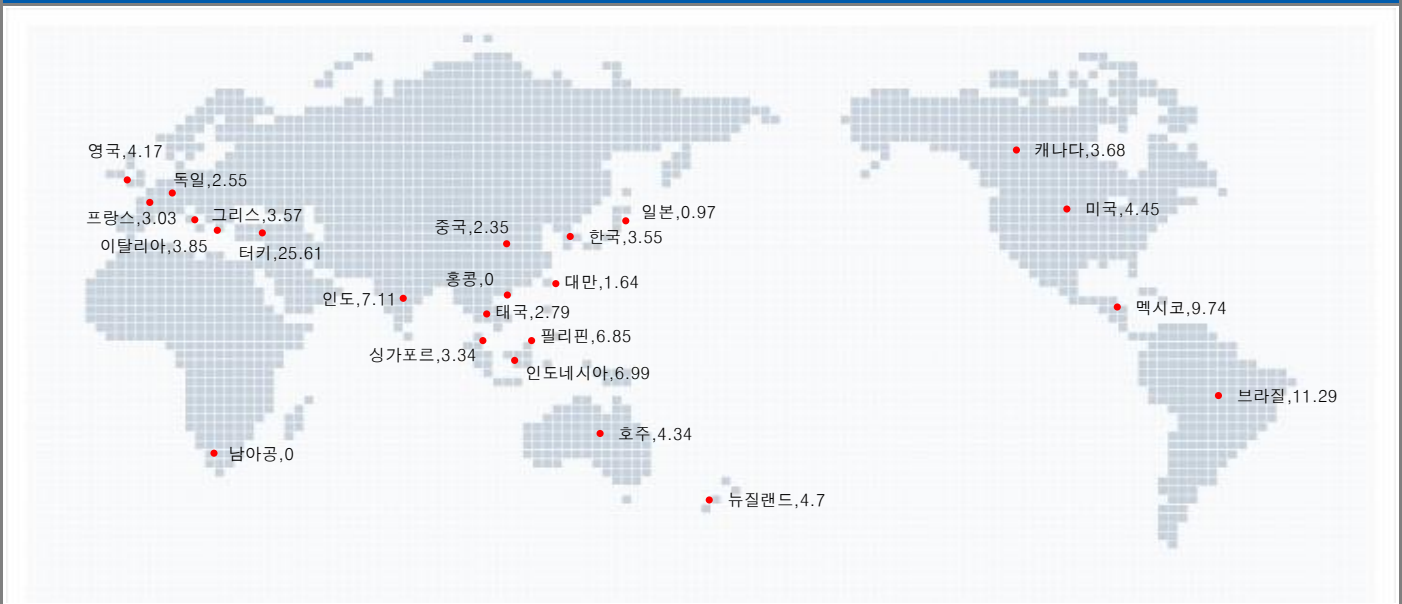 영국,4.17
캐나다,3.68
독일,2.55
미국,4.45
일본,0.97
프랑스,3.03
그리스,3.57
중국,2.35
한국,3.55
이탈리아,3.85
터키,25.61
홍콩,0
대만,1.64
인도,7.11
멕시코,9.74
태국,2.79
필리핀,6.85
싱가포르,3.34
인도네시아,6.99
브라질,11.29
호주,4.34
남아공,0
뉴질랜드,4.7